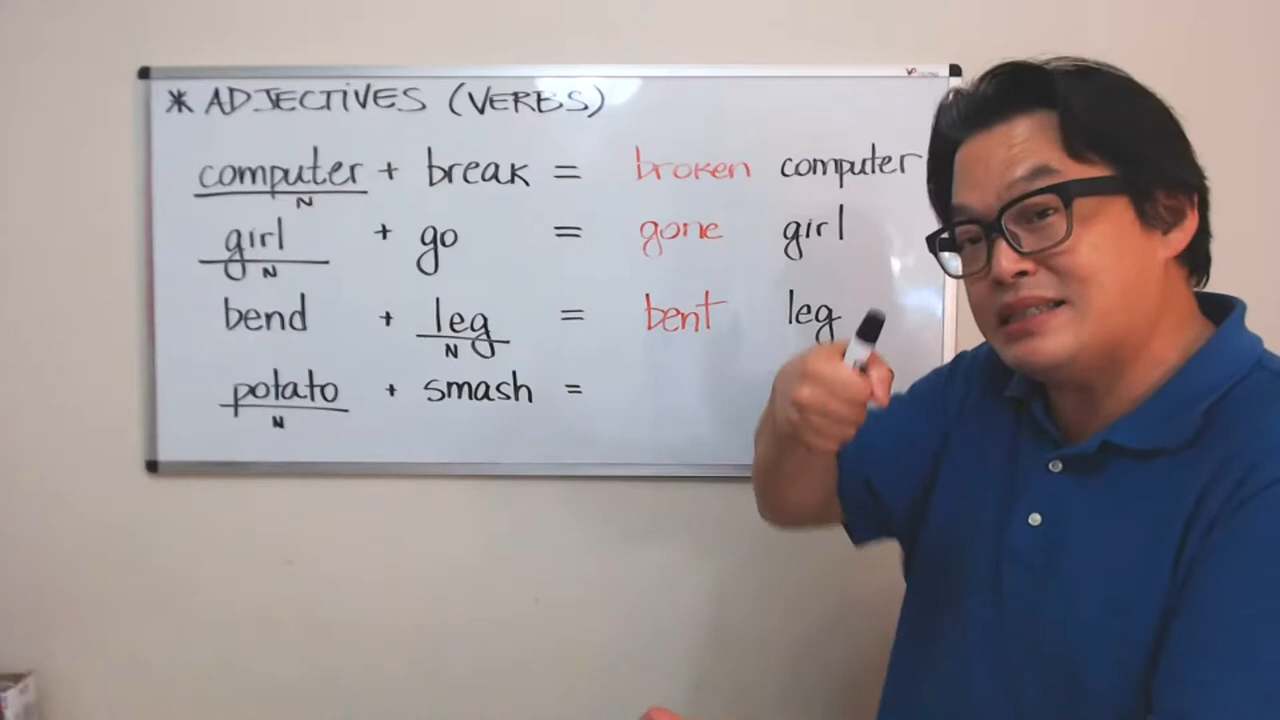 * ADJECTIVES (VERBS)
computer + break = broken computer
N
girl + go = gone girl
N
bend + leg = bent leg
N
potato + smash =
N